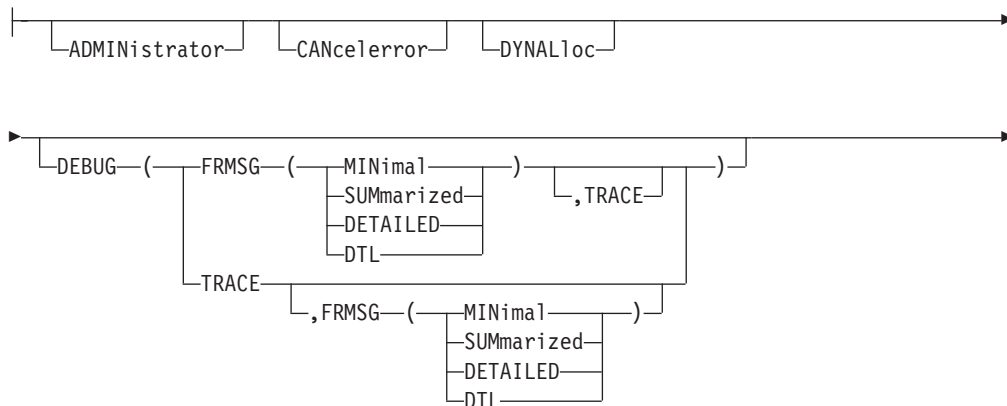 ADMINistrator CANcelerror DYNALloc
DEBUG ( FRMSG ( MINimal ) )
SUMmarized ,TRACE
DETAILED
DTL
TRACE
,FRMSG ( MINimal )
SUMmarized
DETAILED
DTL